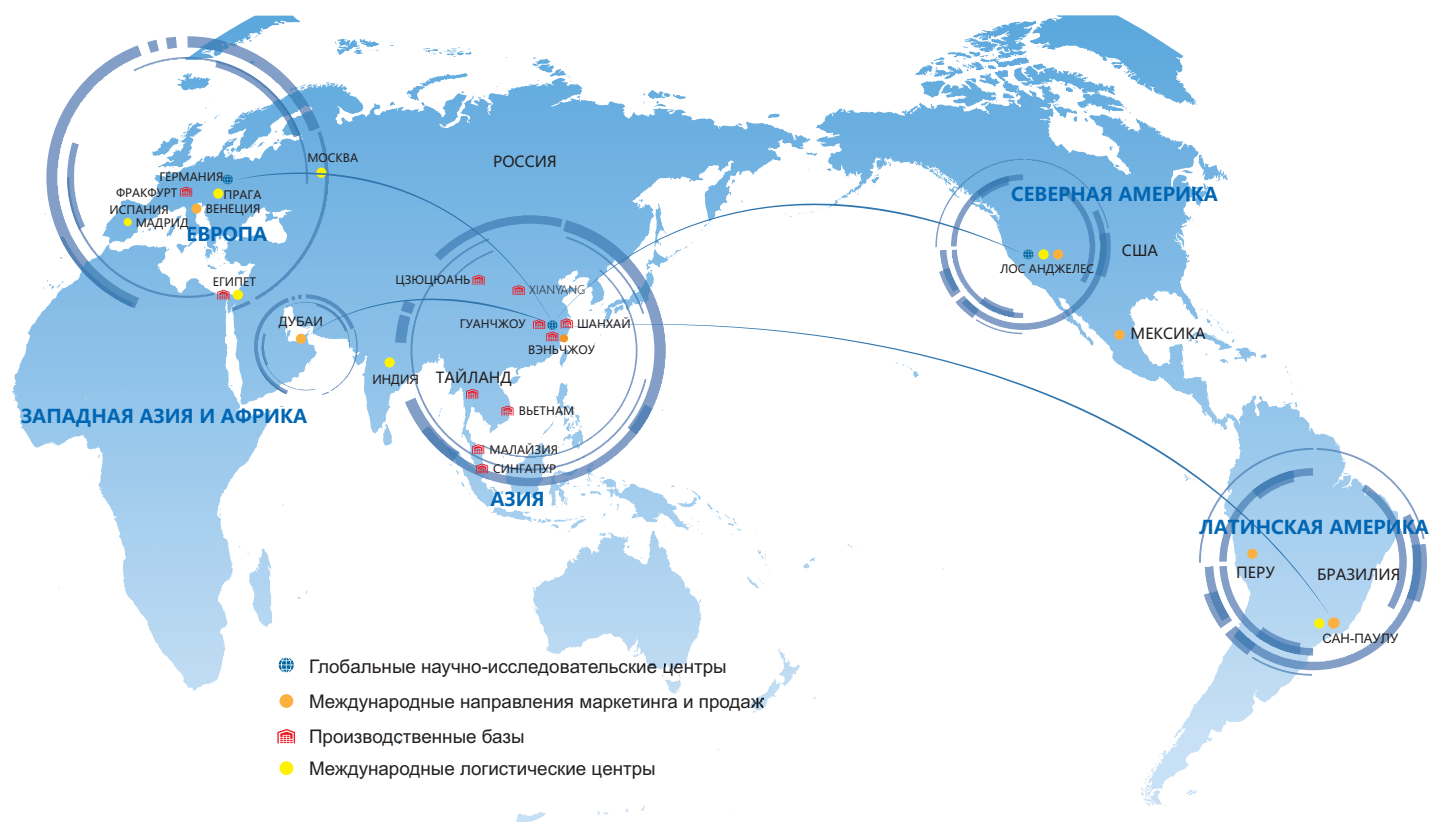 МОСКВА
РОССИЯ
ГЕРМАНИЯ
ФРАКФУРТ
ПРАГА
ИСПАНИЯ
ВЕНЕЦИЯ
МАДРИД
ЕВРОПА
СЕВЕРНАЯ АМЕРИКА
США
ЛОС АНДЖЕЛЕС
ЕГИПЕТ
ЦЗЮЦЮАНЬ
XIANYANG
ДУБАИ
ГУАНЧЖОУ
ШАНХАЙ
ВЭНЬЧЖОУ
МЕКСИКА
ИНДИЯ
ТАЙЛАНД
ВЬЕТНАМ
ЗАПАДНАЯ АЗИЯ И АФРИКА
МАЛАЙЗИЯ
СИНГАПУР
АЗИЯ
ЛАТИНСКАЯ АМЕРИКА
ПЕРУ
БРАЗИЛИЯ
САН-ПАУЛУ
Глобальные научно-исследовательские центры
Международные направления маркетинга и продаж
Производственные базы
Международные логистические центры